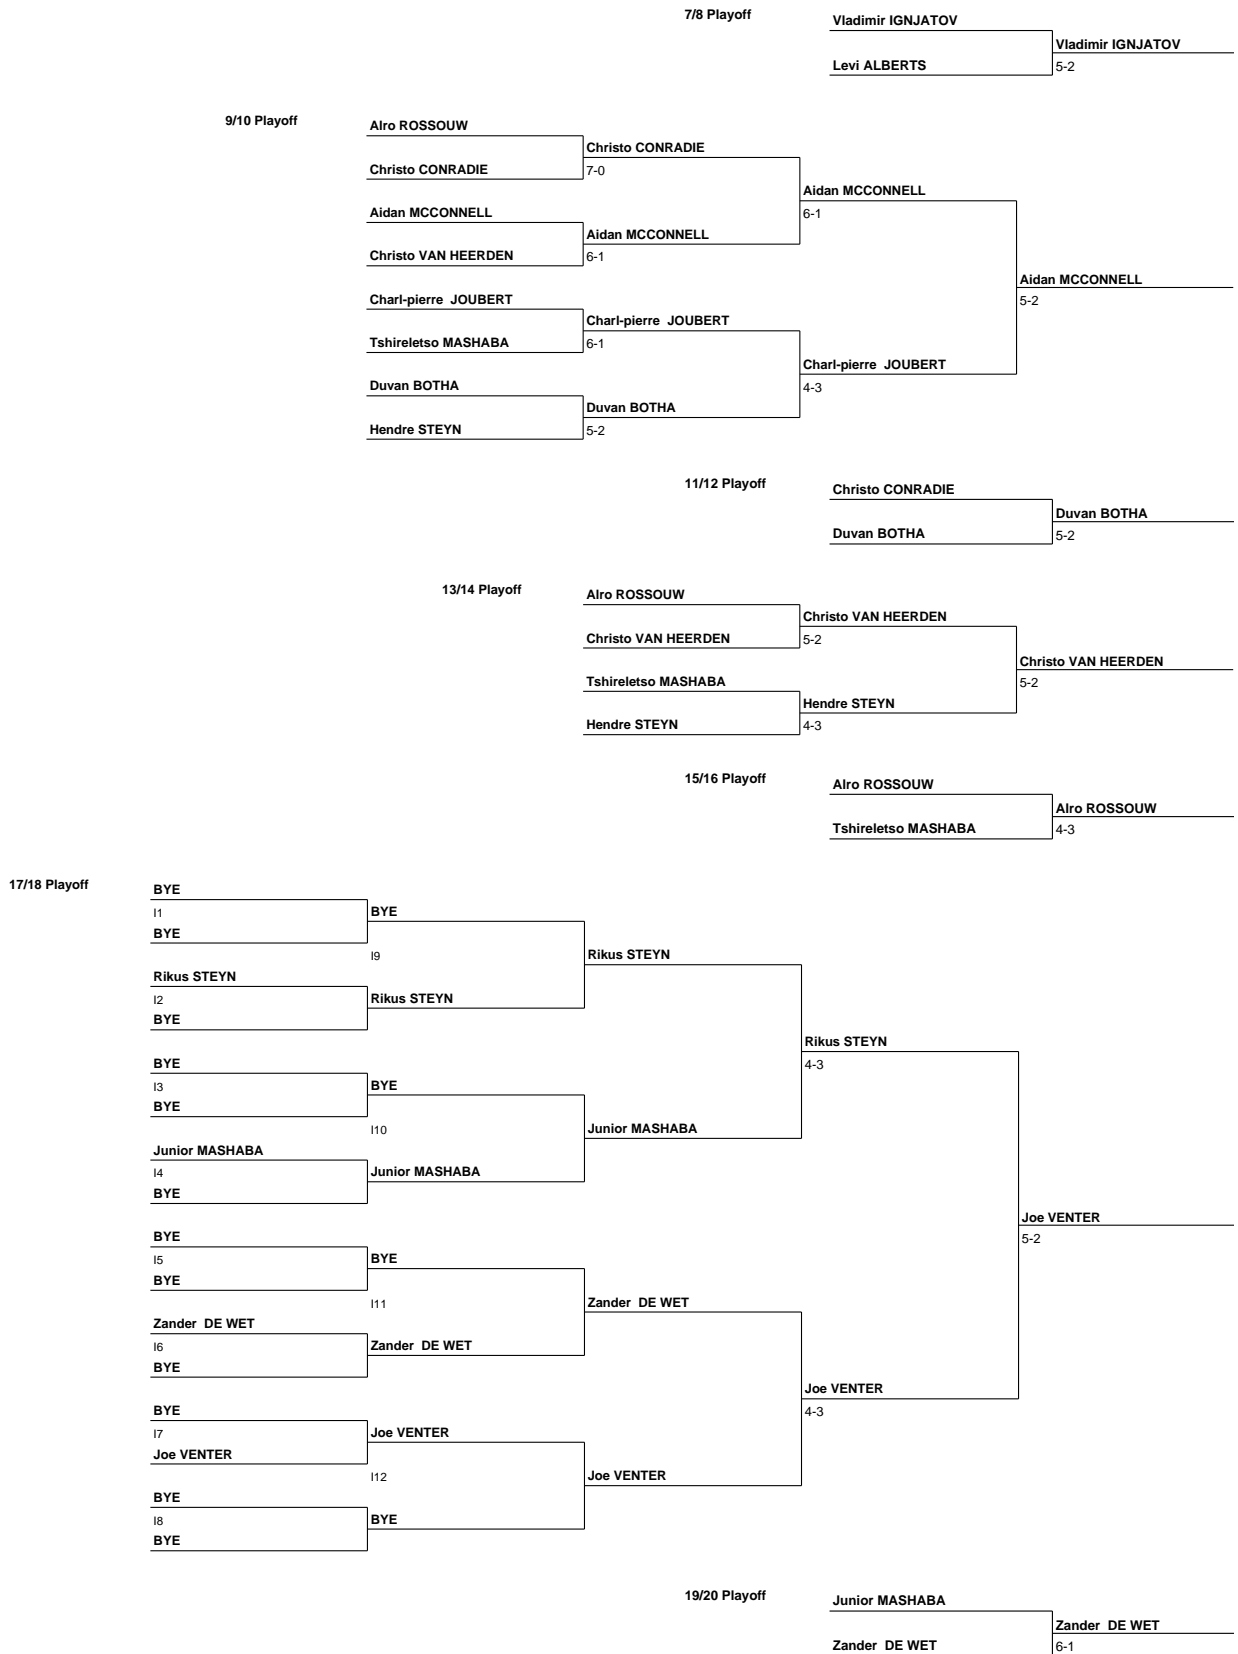 7/8 Playoff
Vladimir IGNJATOV
Vladimir IGNJATOV
Levi ALBERTS
5-2
9/10 Playoff
Alro ROSSOUW
Christo CONRADIE
Christo CONRADIE
7-0
Aidan MCCONNELL
Aidan MCCONNELL
6-1
Aidan MCCONNELL
Christo VAN HEERDEN
6-1
Aidan MCCONNELL
Charl-pierre  JOUBERT
5-2
Charl-pierre  JOUBERT
Tshireletso MASHABA
6-1
Charl-pierre  JOUBERT
Duvan BOTHA
4-3
Duvan BOTHA
Hendre STEYN
5-2
11/12 Playoff
Christo CONRADIE
Duvan BOTHA
Duvan BOTHA
5-2
13/14 Playoff
Alro ROSSOUW
Christo VAN HEERDEN
Christo VAN HEERDEN
5-2
Christo VAN HEERDEN
Tshireletso MASHABA
5-2
Hendre STEYN
Hendre STEYN
4-3
15/16 Playoff
Alro ROSSOUW
Alro ROSSOUW
Tshireletso MASHABA
4-3
17/18 Playoff
BYE
I1
BYE
BYE
I9
Rikus STEYN
Rikus STEYN
I2
Rikus STEYN
BYE
Rikus STEYN
BYE
4-3
I3
BYE
BYE
I10
Junior MASHABA
Junior MASHABA
I4
Junior MASHABA
BYE
Joe VENTER
BYE
5-2
I5
BYE
BYE
I11
Zander  DE WET
Zander  DE WET
I6
Zander  DE WET
BYE
Joe VENTER
BYE
4-3
I7
Joe VENTER
Joe VENTER
I12
Joe VENTER
BYE
I8
BYE
BYE
19/20 Playoff
Junior MASHABA
Zander  DE WET
Zander  DE WET
6-1